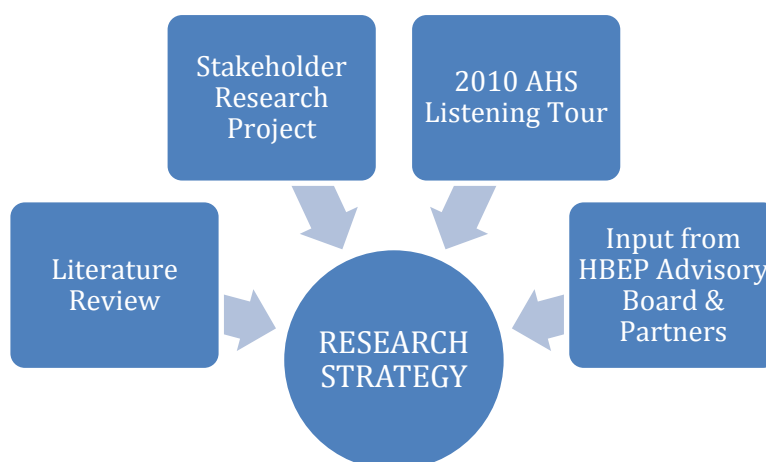 Stakeholder
Research
Project
2010 AHS
Listening Tour
Literature
Review
Input from
HBEP Advisory
Board &
Partners
RESEARCH
STRATEGY